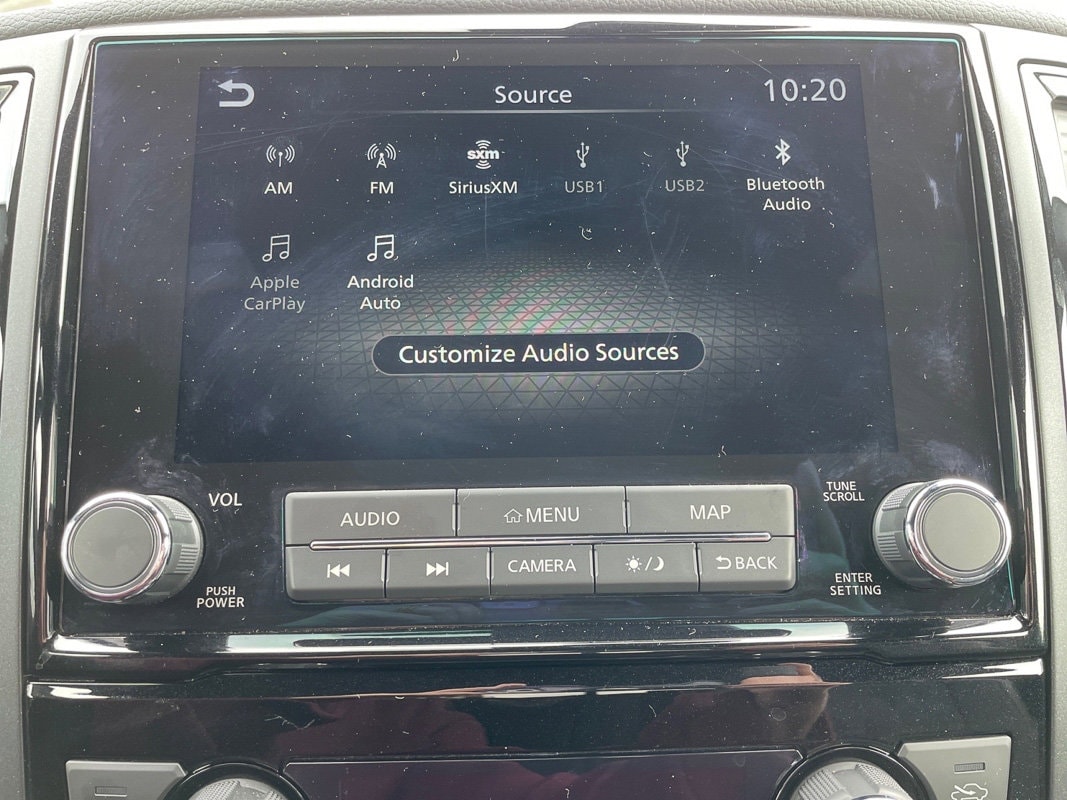 Source
10:20
AM
FM
sxm
SiriusXM
USB1
USB2
Bluetooth
Audio
Apple
CarPlay
Android
Auto
Customize Audio Sources
VOL
PUSH
POWER
AUDIO
MENU
MAP
CAMERA
BACK
TUNE
SCROLL
ENTER
SETTING